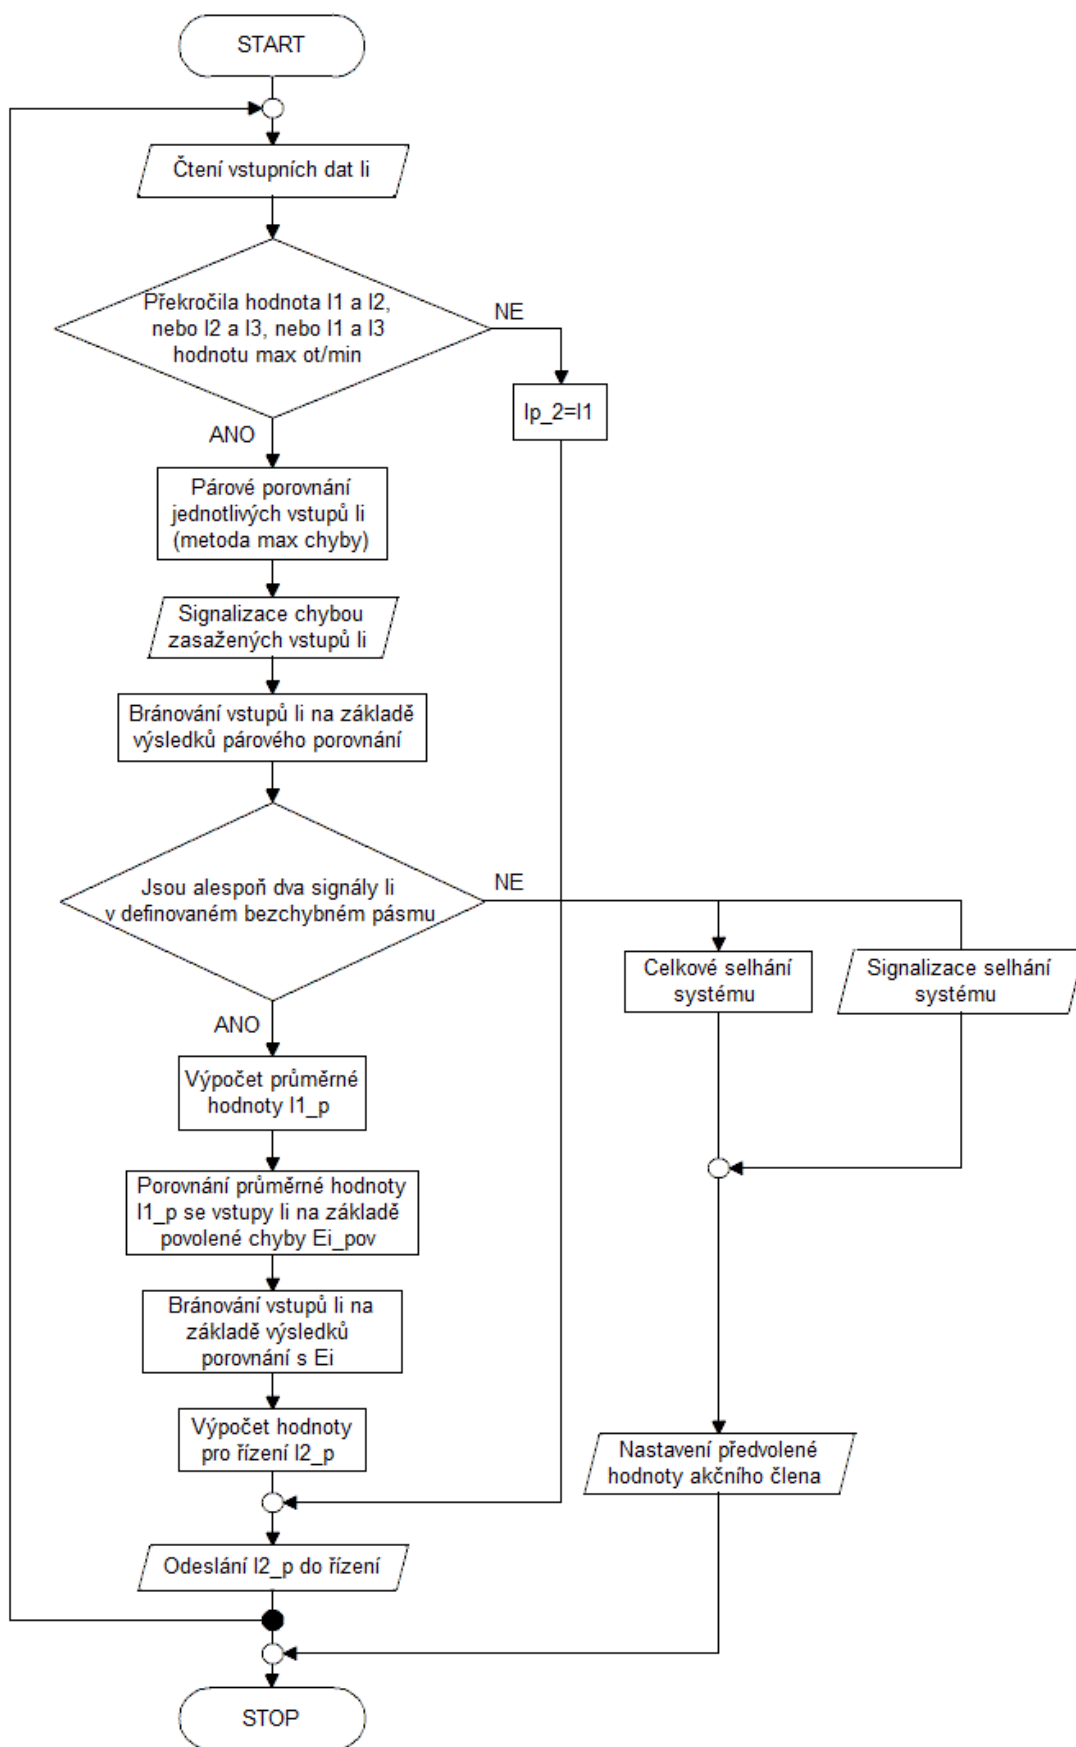 START
Čtení vstupních dat Ii
Překročila hodnota I1 a I2,
nebo I2 a I3, nebo I1 a I3
hodnotu max ot/min
NE
Ip_2=I1
ANO
Párové porovnání
jednotlivých vstupů Ii
(metoda max chyby)
Signalizace chybou
zasažených vstupů Ii
Bránování vstupů Ii na základě
výsledků párového porovnání
Jsou alespoň dva signály Ii
v definovaném bezchybném pásmu
NE
Celkové selhání
systému
Signalizace selhání
systému
ANO
Výpočet průměrné
hodnoty I1_p
Porovnání průměrné hodnoty
I1_p se vstupy Ii na základě
povolené chyby Ei_pov
Bránování vstupů Ii na
základě výsledků
porovnání s Ei
Výpočet hodnoty
pro řízení I2_p
Nastavení předvolené
hodnoty akčního člena
Odeslání I2_p do řízení
STOP